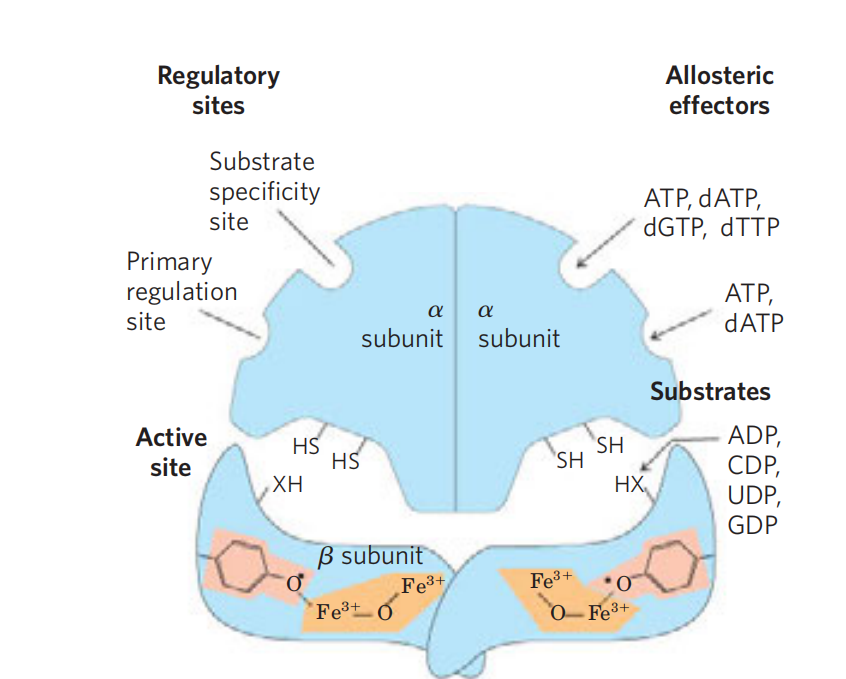 Regulatory
sites
Allosteric
effectors
Substrate
specificity
site
ATP, dATP,
dGTP, dTTP
Primary
regulation
site
ATP,
dATP
α
subunit
α
subunit
Substrates
Active
site
HS
HS
XH
SH
SH
HX
ADP,
CDP,
UDP,
GDP
β subunit
O•
Fe³⁺
O
Fe³⁺
Fe³⁺
O
Fe³⁺
•O